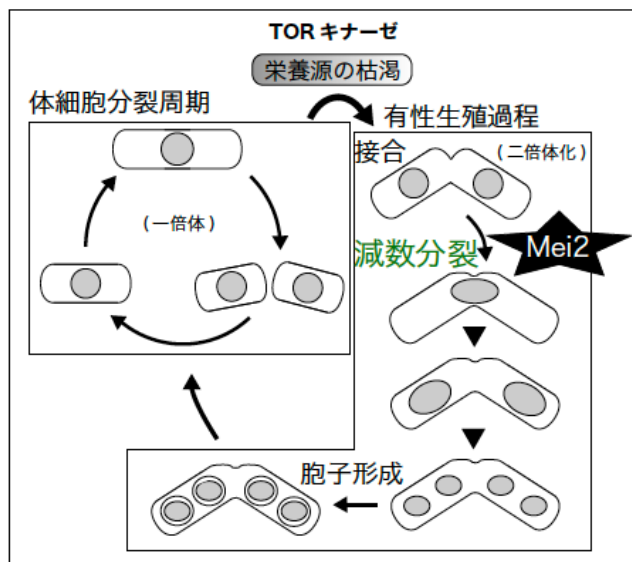 TOR キナーゼ
栄養源の枯渇
体細胞分裂周期
有性生殖過程
接合
(二倍体化)
(一倍体)
減数分裂
Mei2
胞子形成